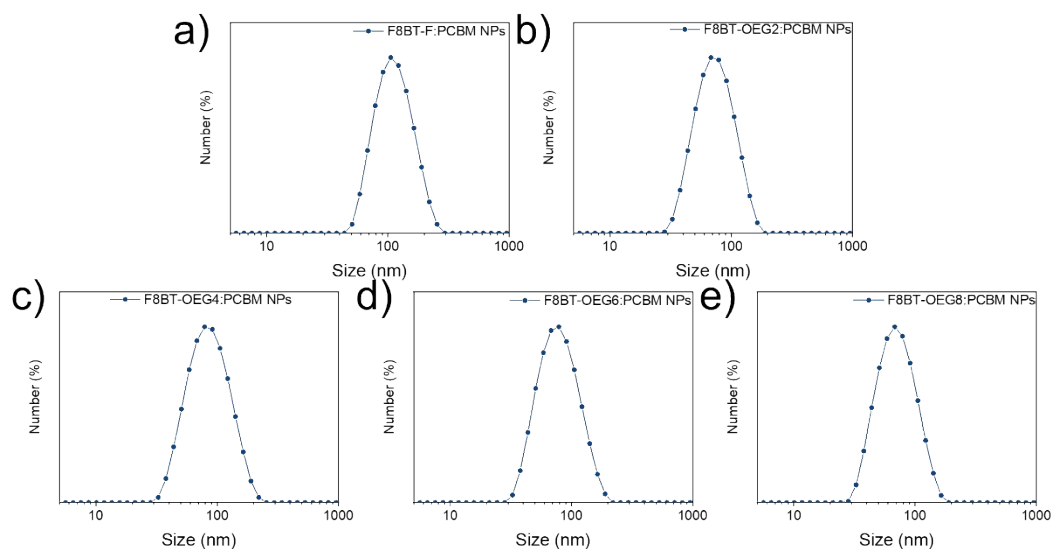 a)
F8BT-F:PCBM NPs
Number (%)
10 100 1000
Size (nm)
b)
F8BT-OEG2:PCBM NPs
Number (%)
10 100 1000
Size (nm)
c)
F8BT-OEG4:PCBM NPs
Number (%)
10 100 1000
Size (nm)
d)
F8BT-OEG6:PCBM NPs
Number (%)
10 100 1000
Size (nm)
e)
F8BT-OEG8:PCBM NPs
Number (%)
10 100 1000
Size (nm)